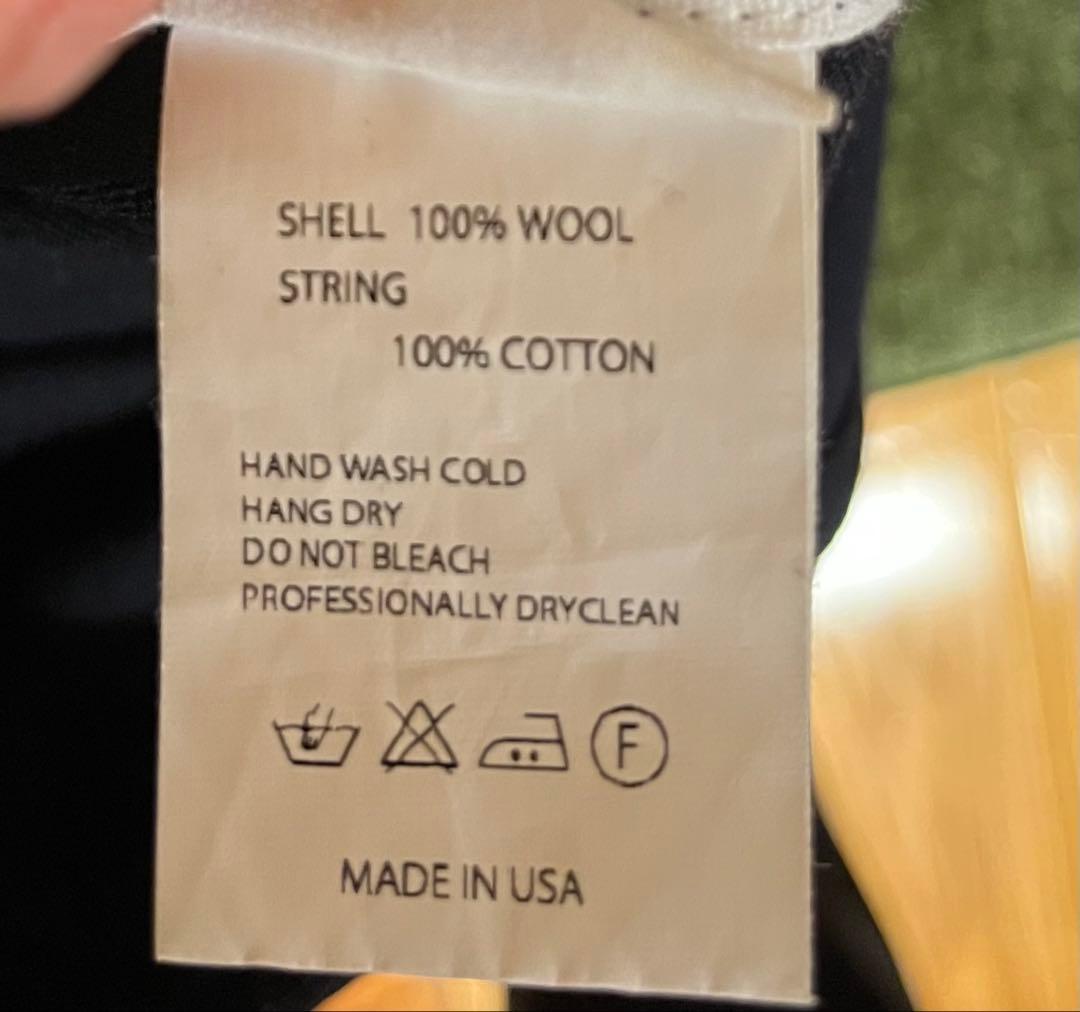 SHELL 100% WOOL
STRING
100% COTTON
HAND WASH COLD
HANG DRY
DO NOT BLEACH
PROFESSIONALLY DRYCLEAN
F
MADE IN USA